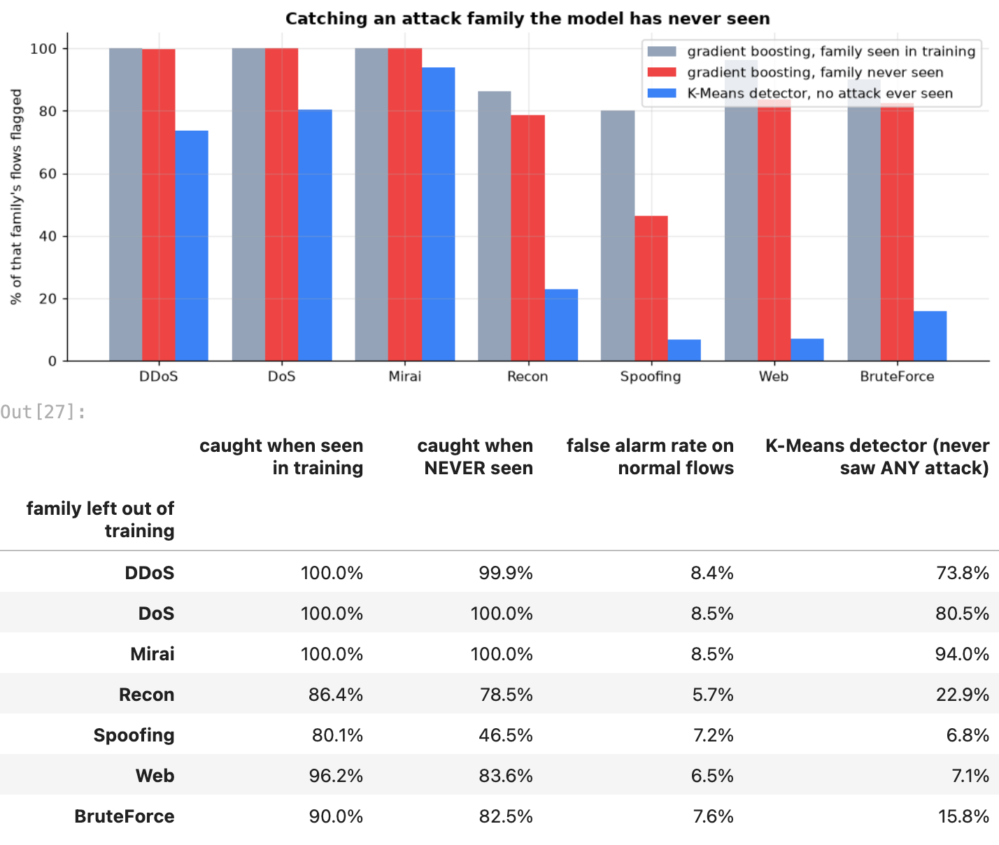 Catching an attack family the model has never seen
gradient boosting, family seen in training
gradient boosting, family never seen
K-Means detector, no attack ever seen
% of that family's flows flagged
100
80
60
40
20
0
DDoS DoS Mirai Recon Spoofing Web BruteForce
Out[27]:
caught when seen in training caught when NEVER seen false alarm rate on normal flows K-Means detector (never saw ANY attack)
family left out of training
DDoS 100.0% 99.9% 8.4% 73.8%
DoS 100.0% 100.0% 8.5% 80.5%
Mirai 100.0% 100.0% 8.5% 94.0%
Recon 86.4% 78.5% 5.7% 22.9%
Spoofing 80.1% 46.5% 7.2% 6.8%
Web 96.2% 83.6% 6.5% 7.1%
BruteForce 90.0% 82.5% 7.6% 15.8%